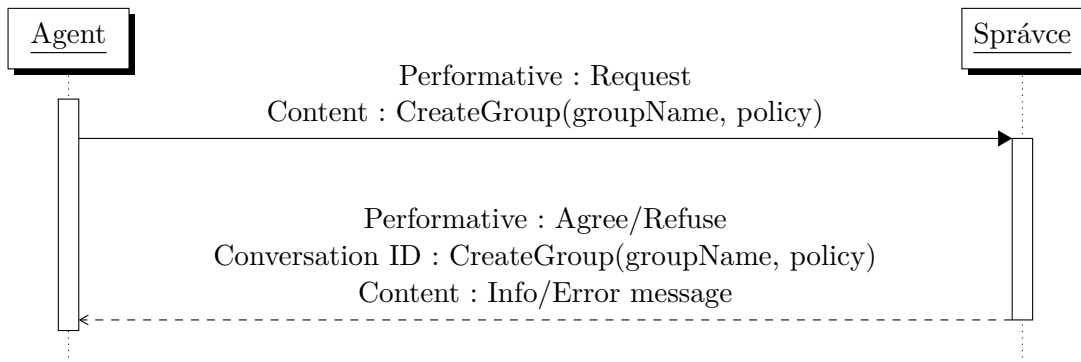 Agent
Správce
Performative : Request
Content : CreateGroup(groupName, policy)
Performative : Agree/Refuse
Conversation ID : CreateGroup(groupName, policy)
Content : Info/Error message